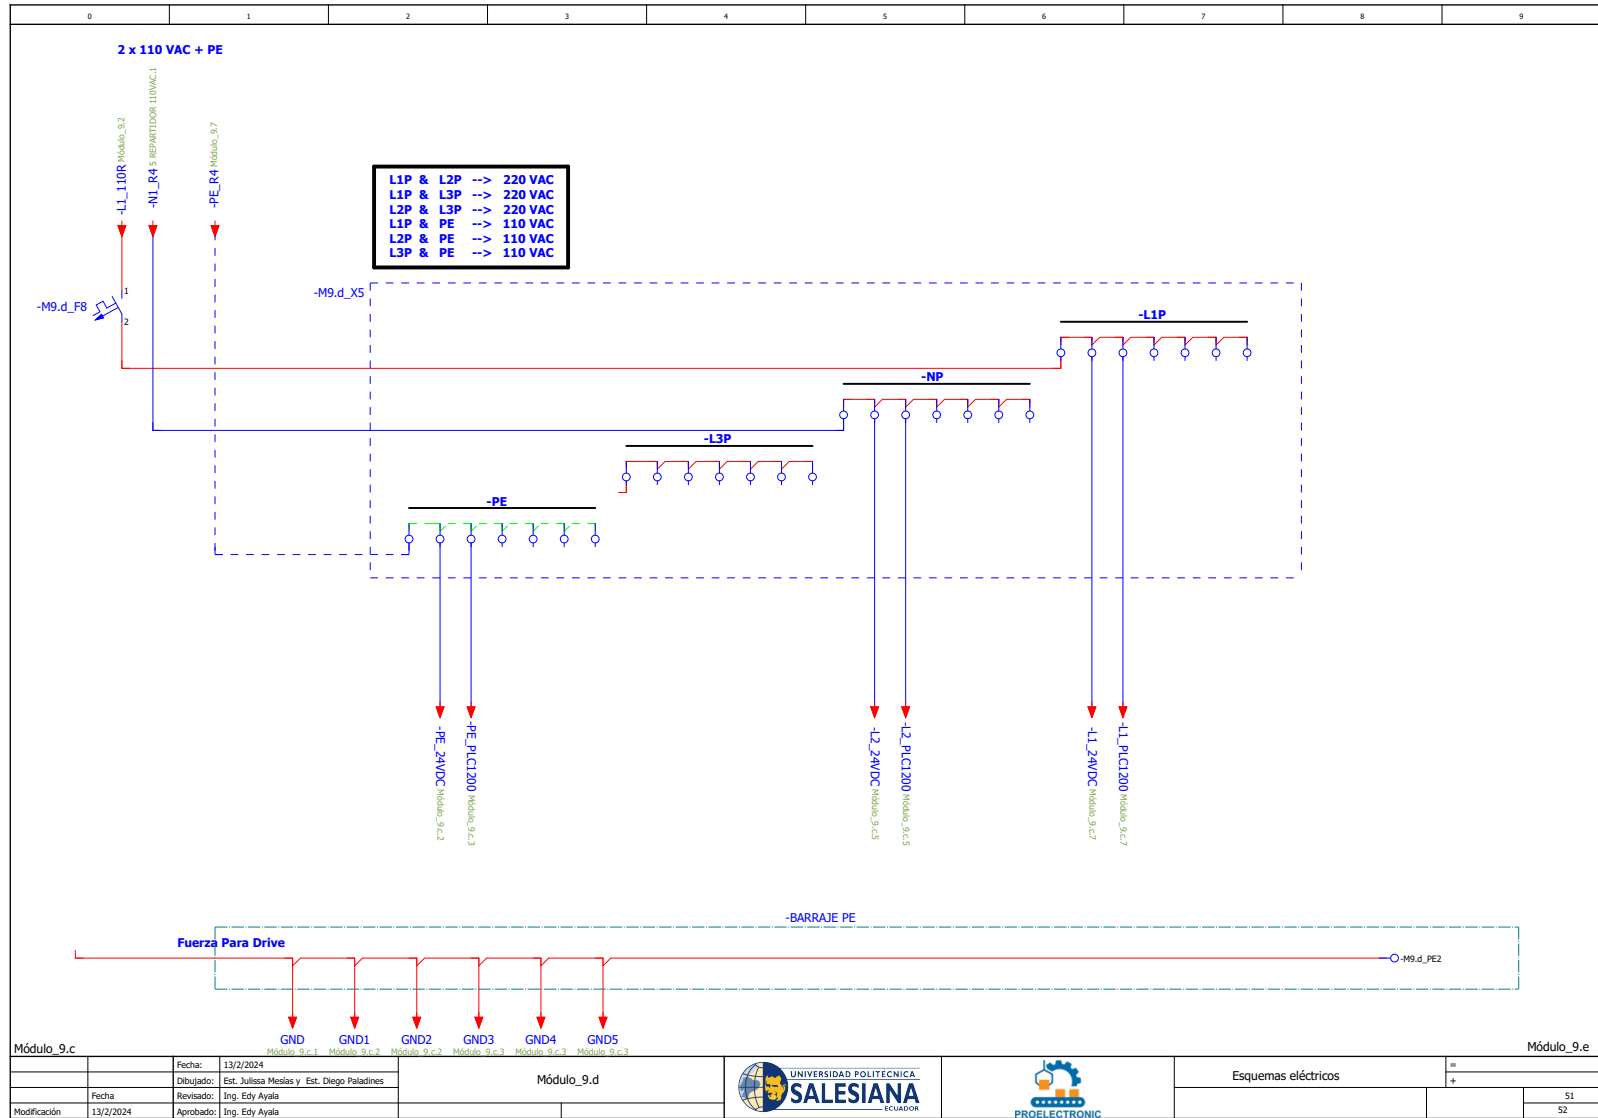 0 1 2 3 4 5 6 7 8 9
2 x 110 VAC + PE
-L1_110R Módulo_9.2
-N1_R4 5 REPARTIDOR 110VAC.1
-PE_R4 Módulo_9.7
L1P & L2P --> 220 VAC
L1P & L3P --> 220 VAC
L2P & L3P --> 220 VAC
L1P & PE --> 110 VAC
L2P & PE --> 110 VAC
L3P & PE --> 110 VAC
-M9.d_F8
1
2
-M9.d_X5
-L1P
-NP
-L3P
-PE
-PE_24VDC Módulo_9.c.2
-PE_PLC1200 Módulo_9.c.3
-L2_24VDC Módulo_9.c.5
-L2_PLC1200 Módulo_9.c.5
-L1_24VDC Módulo_9.c.7
-L1_PLC1200 Módulo_9.c.7
-BARRAJE PE
Fuerza Para Drive
-M9.d_PE2
GND GND1 GND2 GND3 GND4 GND5
Módulo_9.c.1 Módulo_9.c.2 Módulo_9.c.2 Módulo_9.c.3 Módulo_9.c.3 Módulo_9.c.3
Módulo_9.c
Módulo_9.e
Fecha: 13/2/2024
Dibujado: Est. Julissa Mesías y Est. Diego Paladines
Fecha Revisado: Ing. Edy Ayala
Modificación 13/2/2024 Aprobado: Ing. Edy Ayala
Módulo_9.d
UNIVERSIDAD POLITÉCNICA
SALESIANA
ECUADOR
PROELECTRONIC
Esquemas eléctricos
=
+
51
52